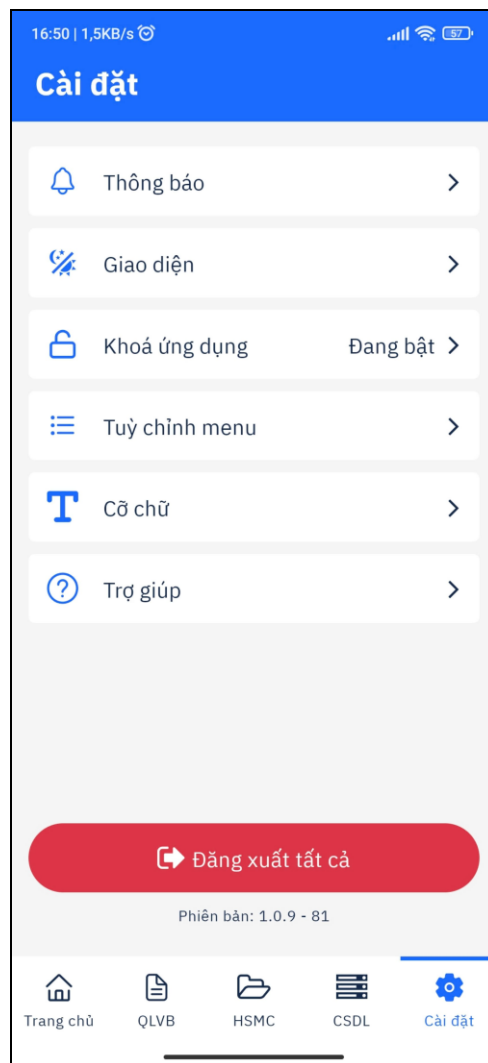 16:50 | 1,5KB/s 57
Cài đặt
Thông báo
Giao diện
Khoá ứng dụng Đang bật
Tuỳ chỉnh menu
Cỡ chữ
Trợ giúp
Đăng xuất tất cả
Phiên bản: 1.0.9 - 81
Trang chủ QLVB HSMC CSDL Cài đặt